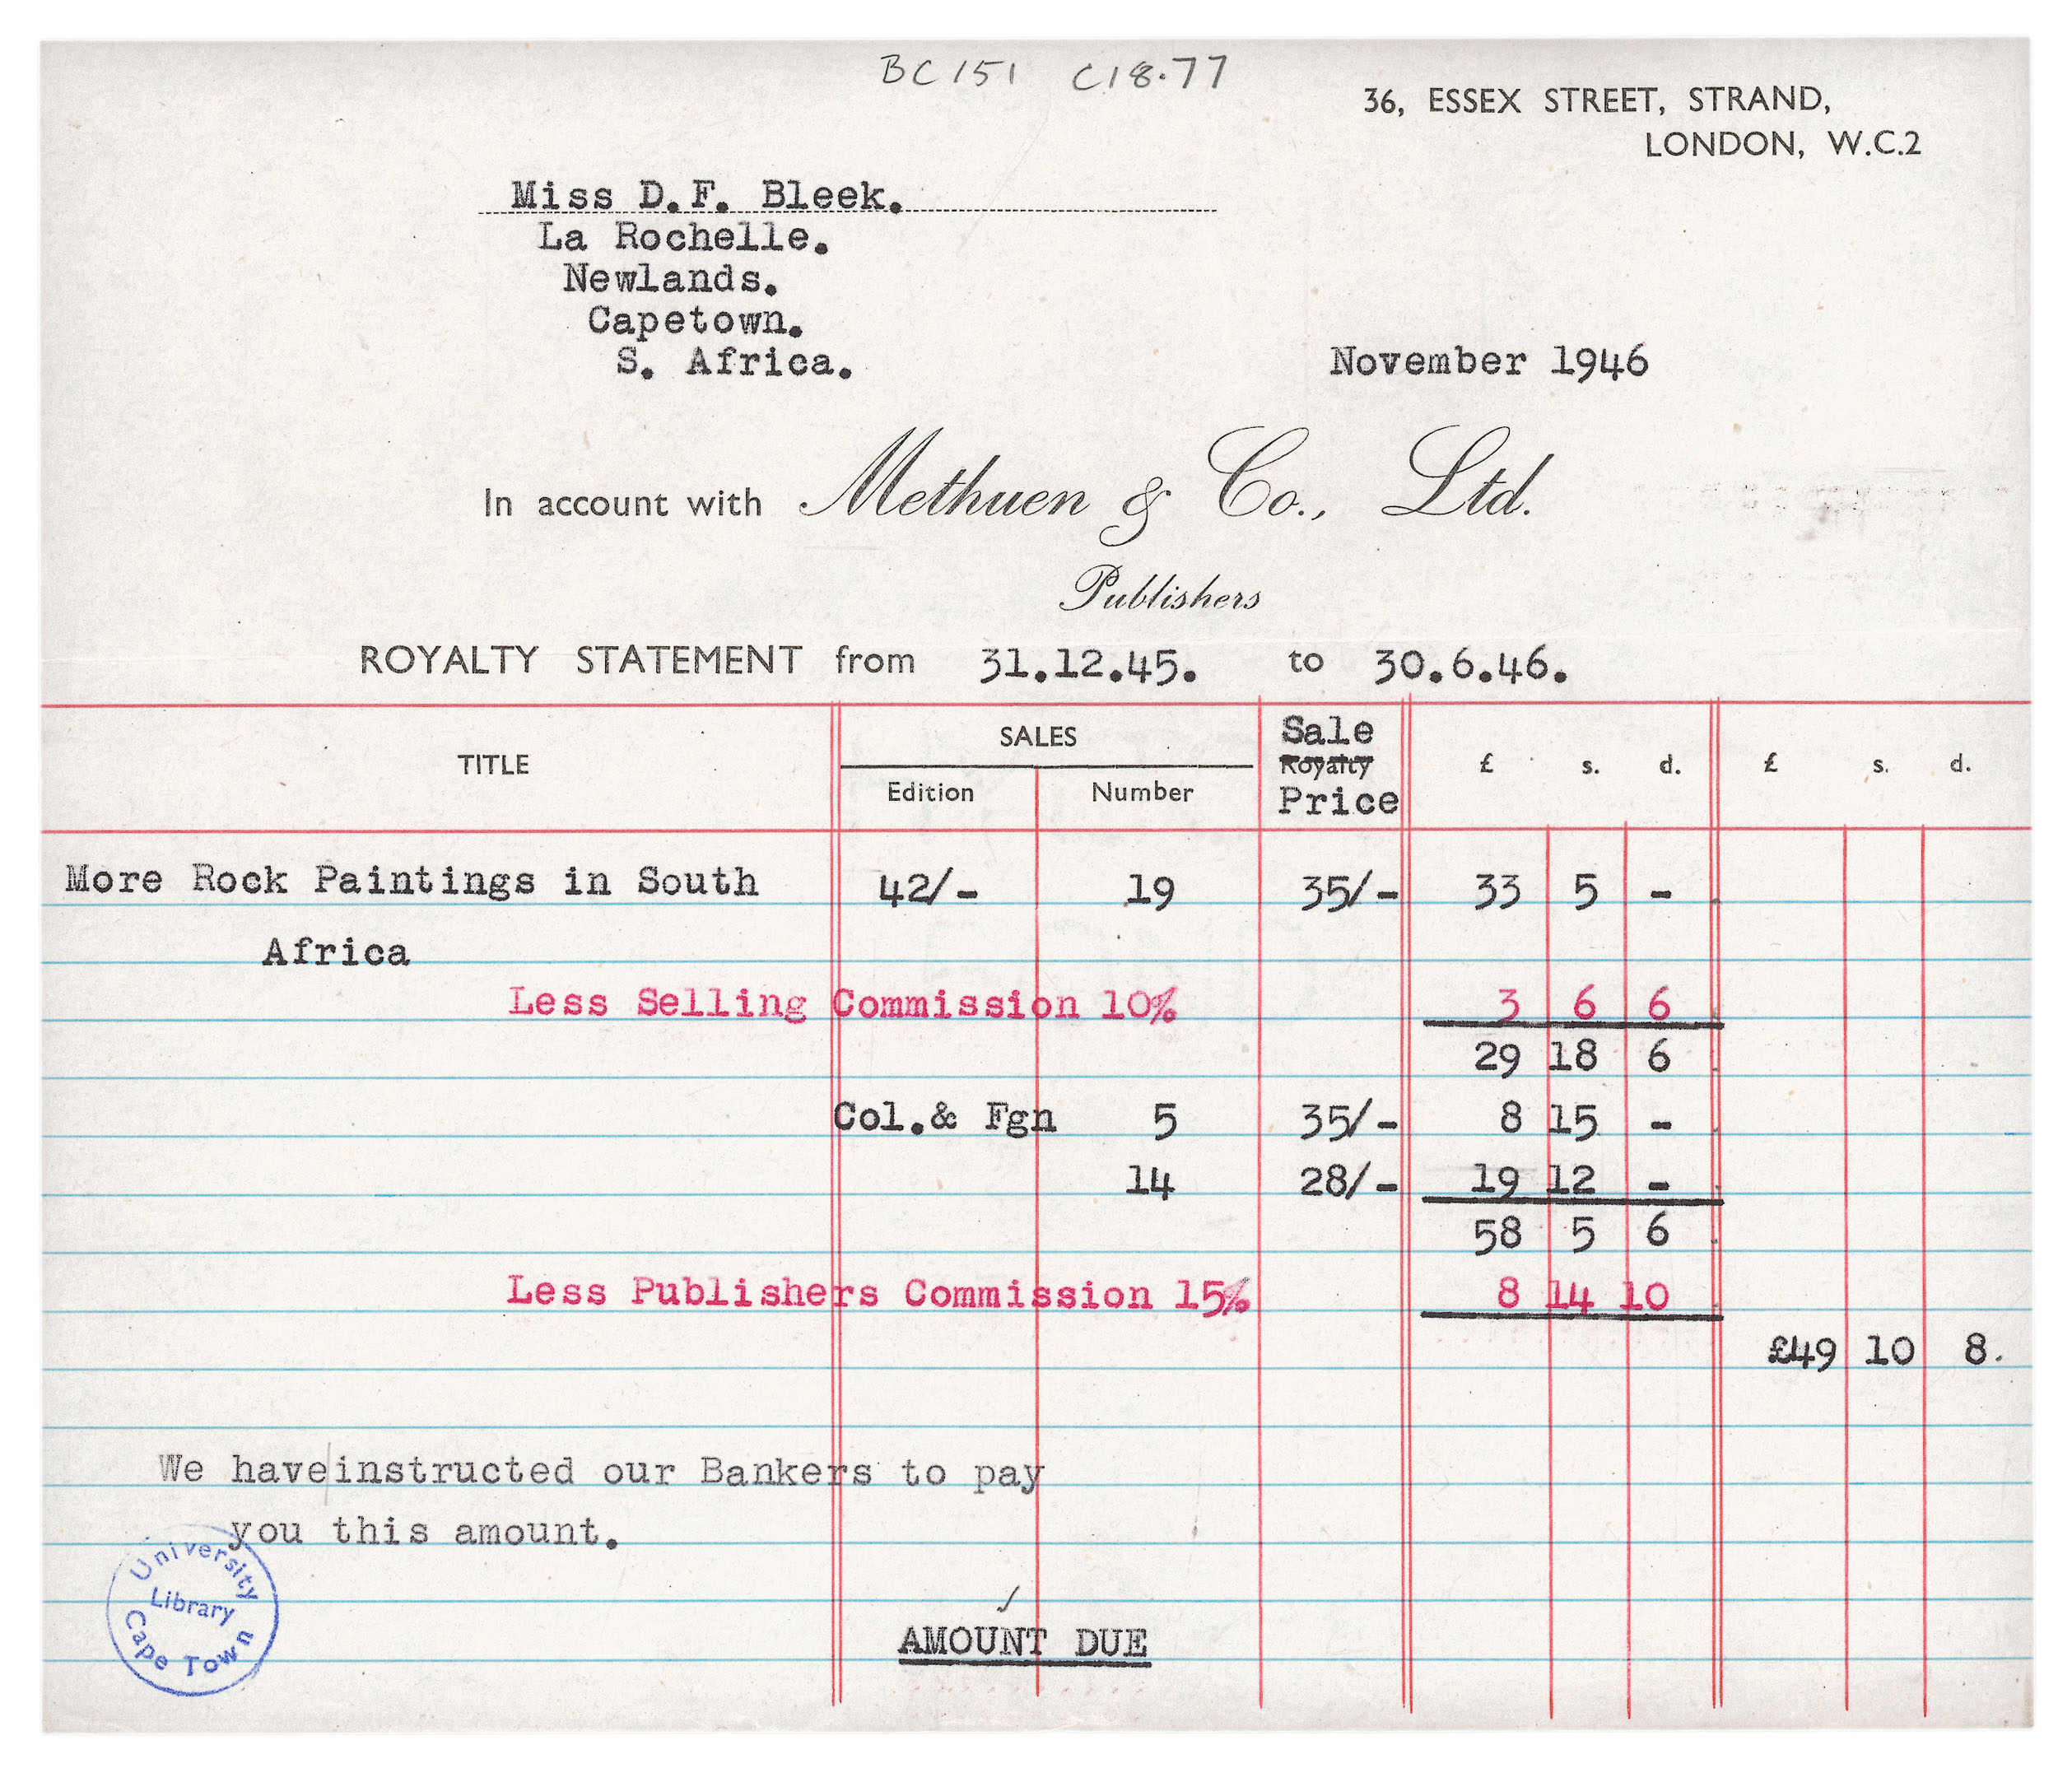 BC151 C18.77
36, ESSEX STREET, STRAND,
LONDON, W.C.2
Miss D.F. Bleek.
La Rochelle.
Newlands.
Capetown.
S. Africa.
November 1946
In account with Methuen & Co., Ltd.
Publishers
ROYALTY STATEMENT from 31.12.45. to 30.6.46.
TITLE SALES Edition Number Sale Royalty Price £ s. d. £ s. d.
More Rock Paintings in South 42/- 19 35/- 33 5 -
Africa
Less Selling Commission 10% 3 6 6
29 18 6
Col.& Fgn 5 35/- 8 15 -
14 28/- 19 12 -
58 5 6
Less Publishers Commission 15% 8 14 10
£49 10 8.
We have instructed our Bankers to pay
you this amount.
University
Library
Cape Town
AMOUNT DUE